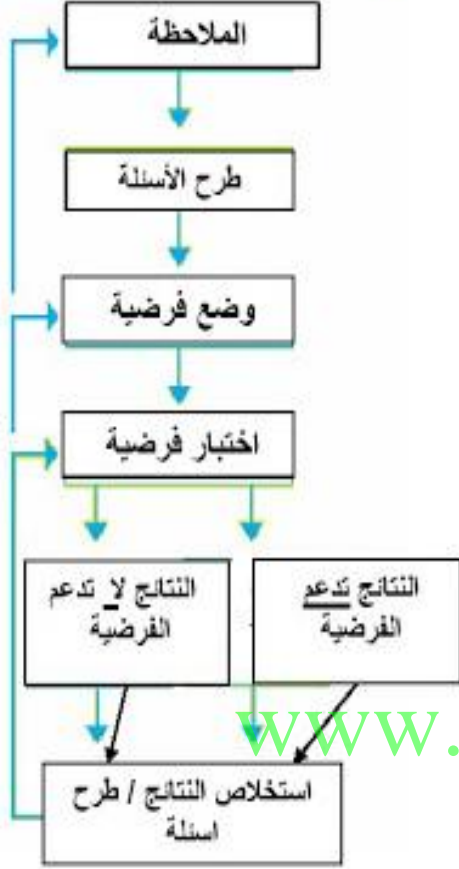 الملاحظة
طرح الأسئلة
وضع فرضية
اختبار فرضية
النتائج تدعم
الفرضية
النتائج لا تدعم
الفرضية
استخلاص النتائج / طرح
اسئلة
www.